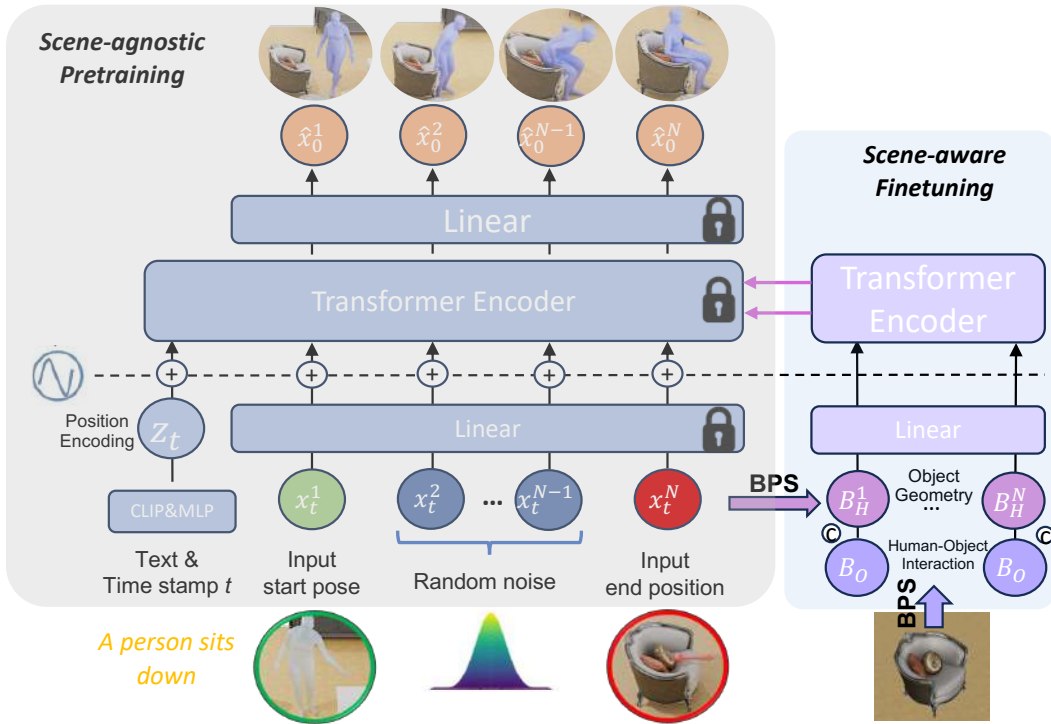 Scene-agnostic
Pretraining
x̂₀¹ x̂₀² x̂₀ᴺ⁻¹ x̂₀ᴺ
Linear
Transformer Encoder
Position
Encoding
Zₜ
Linear
CLIP&MLP
xₜ¹ xₜ² ... xₜᴺ⁻¹ xₜᴺ
Text &
Time stamp t
Input
start pose
Random noise
Input
end position
A person sits
down
Scene-aware
Finetuning
Transformer
Encoder
Linear
BPS
B_H¹ B_Hᴺ
Object
Geometry
...
© ©
Human-Object
Interaction
B_O B_O
BPS